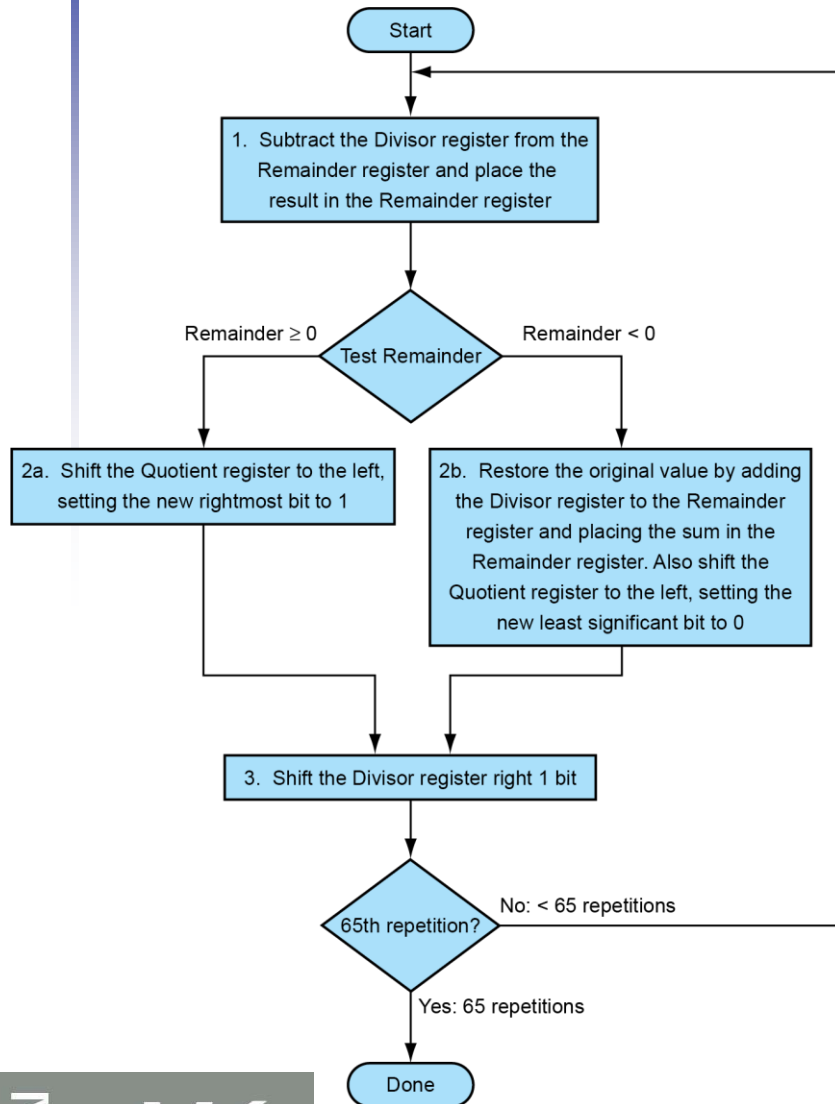 Start
1. Subtract the Divisor register from the
Remainder register and place the
result in the Remainder register
Remainder ≥ 0
Remainder < 0
Test Remainder
2a. Shift the Quotient register to the left,
setting the new rightmost bit to 1
2b. Restore the original value by adding
the Divisor register to the Remainder
register and placing the sum in the
Remainder register. Also shift the
Quotient register to the left, setting the
new least significant bit to 0
3. Shift the Divisor register right 1 bit
No: < 65 repetitions
65th repetition?
Yes: 65 repetitions
Done